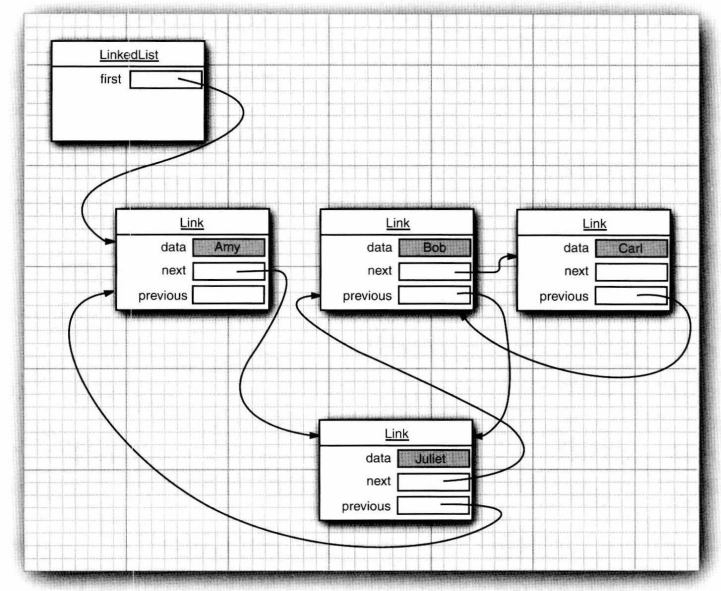 LinkedList
first
Link
data Amy
next
previous
Link
data Bob
next
previous
Link
data Carl
next
previous
Link
data Juliet
next
previous